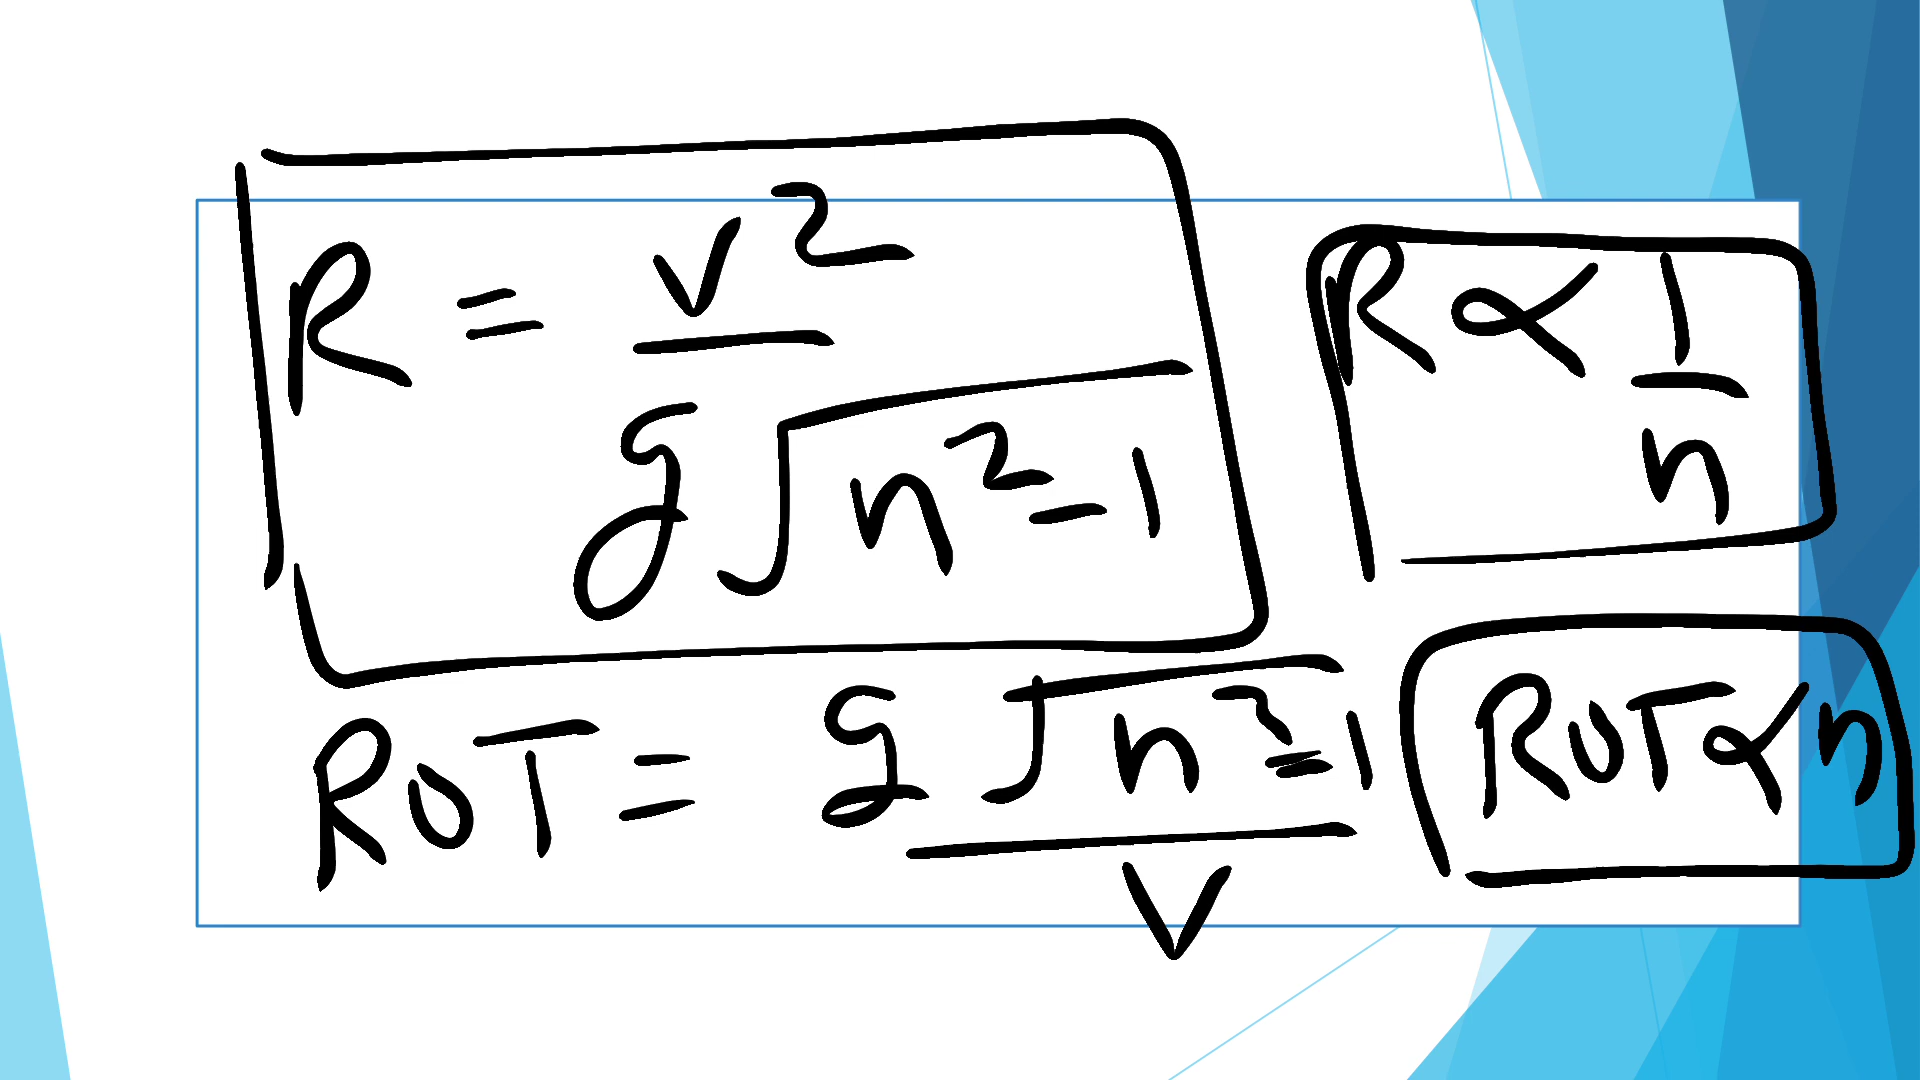 R = v²
g√n²-1
R ∝ 1
n
ROT = g√n²-1
v
ROT ∝ n